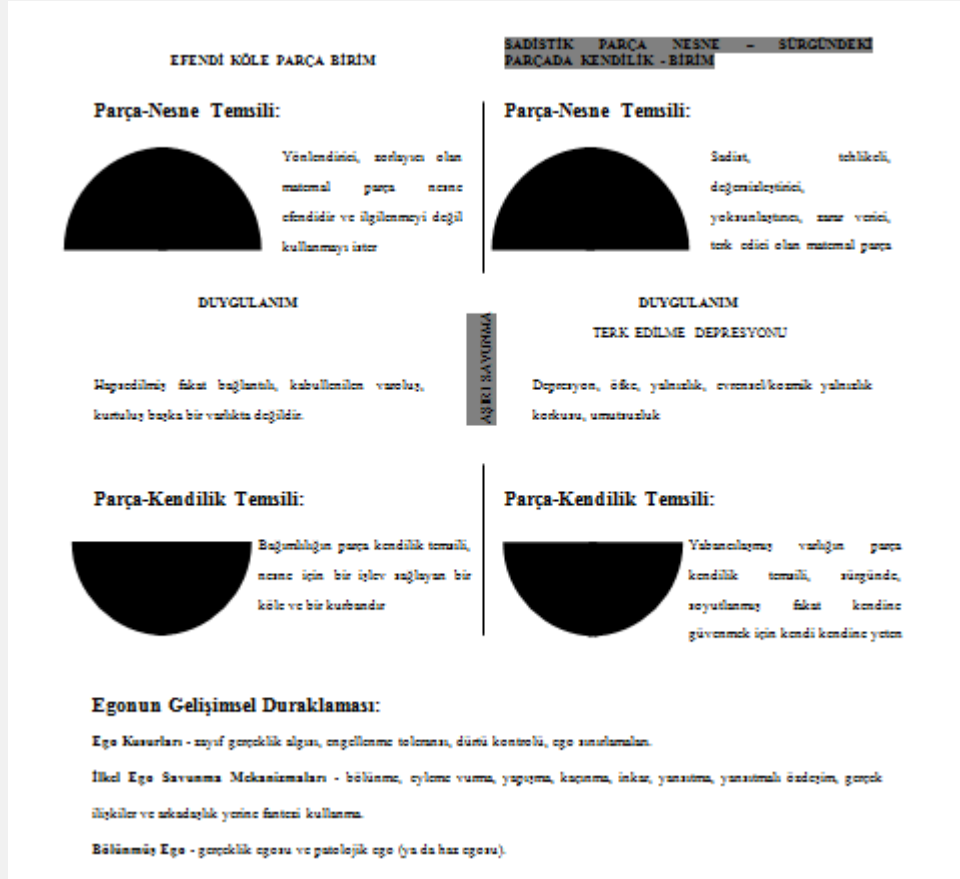 EFENDİ KÖLE PARÇA BİRİM
SADİSTİK PARÇA NESNE – SÜRGÜNDEKİ
PARÇADA KENDİLİK - BİRİM
Parça-Nesne Temsili:
Yönlendirici, zorlayıcı olan
maternal parça nesne
efendidir ve ilgilenmeyi değil
kullanmayı ister
Parça-Nesne Temsili:
Sadist, tehlikeli,
değersizleştirici,
yoksunlaştırıcı, zarar verici,
terk edici olan maternal parça
DUYGULANIM
Hapsedilmiş fakat bağlantılı, kabullenilen varoluş,
kurtuluş başka bir varlıkta değildir.
AŞIRI SAVUNMA
DUYGULANIM
TERK EDİLME DEPRESYONU
Depresyon, öfke, yalnızlık, evrensel/kozmik yalnızlık
korkusu, umutsuzluk
Parça-Kendilik Temsili:
Bağımlılığın parça kendilik temsili,
nesne için bir işlev sağlayan bir
köle ve bir kurbandır
Parça-Kendilik Temsili:
Yabancılaşmış varlığın parça
kendilik temsili, sürgünde,
soyutlanmış fakat kendine
güvenmek için kendi kendine yeten
Egonun Gelişimsel Duraklaması:
Ego Kusurları - zayıf gerçeklik algısı, engellenme toleransı, dürtü kontrolü, ego sınırlamaları.
İlkel Ego Savunma Mekanizmaları - bölünme, eyleme vurma, yapışma, kaçınma, inkar, yansıtma, yansıtmalı özdeşim, gerçek
ilişkiler ve arkadaşlık yerine fantezi kullanma.
Bölünmüş Ego - gerçeklik egosu ve patolojik ego (ya da haz egosu).